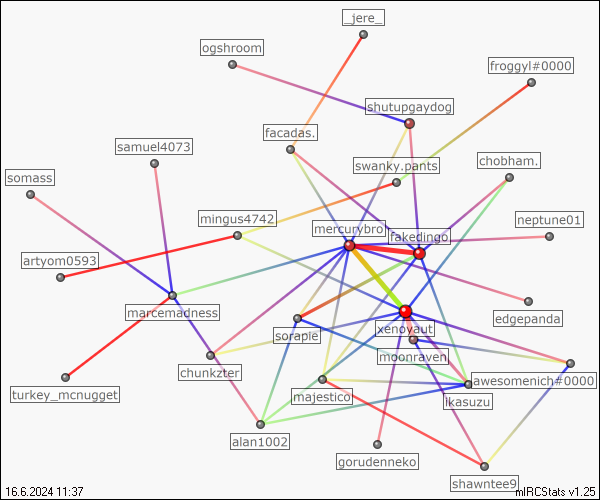 _jere_
ogshroom
froggyl#0000
shutupgaydog
facadas.
samuel4073
chobham.
swanky.pants
somass
mingus4742
neptune01
mercurybro
fakedingo
artyom0593
marcemadness
edgepanda
xenoyaut
sorapie
moonraven
chunkzter
awesomenich#0000
turkey_mcnugget
majestico
ikasuzu
alan1002
gorudenneko
shawntee9
16.6.2024 11:37
mIRCStats v1.25